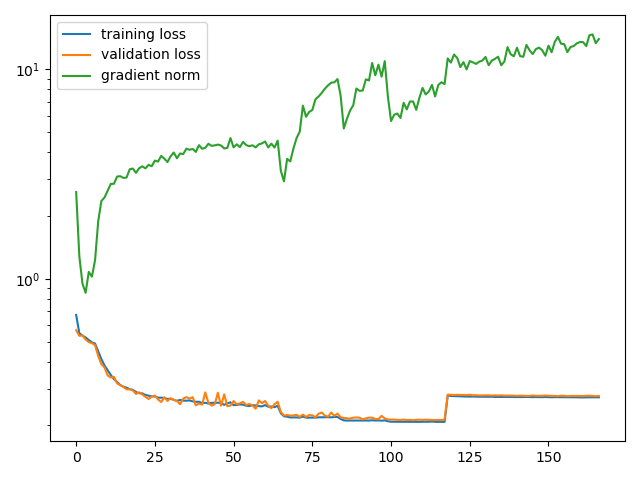 training loss
validation loss
gradient norm
10¹
10⁰
0 25 50 75 100 125 150